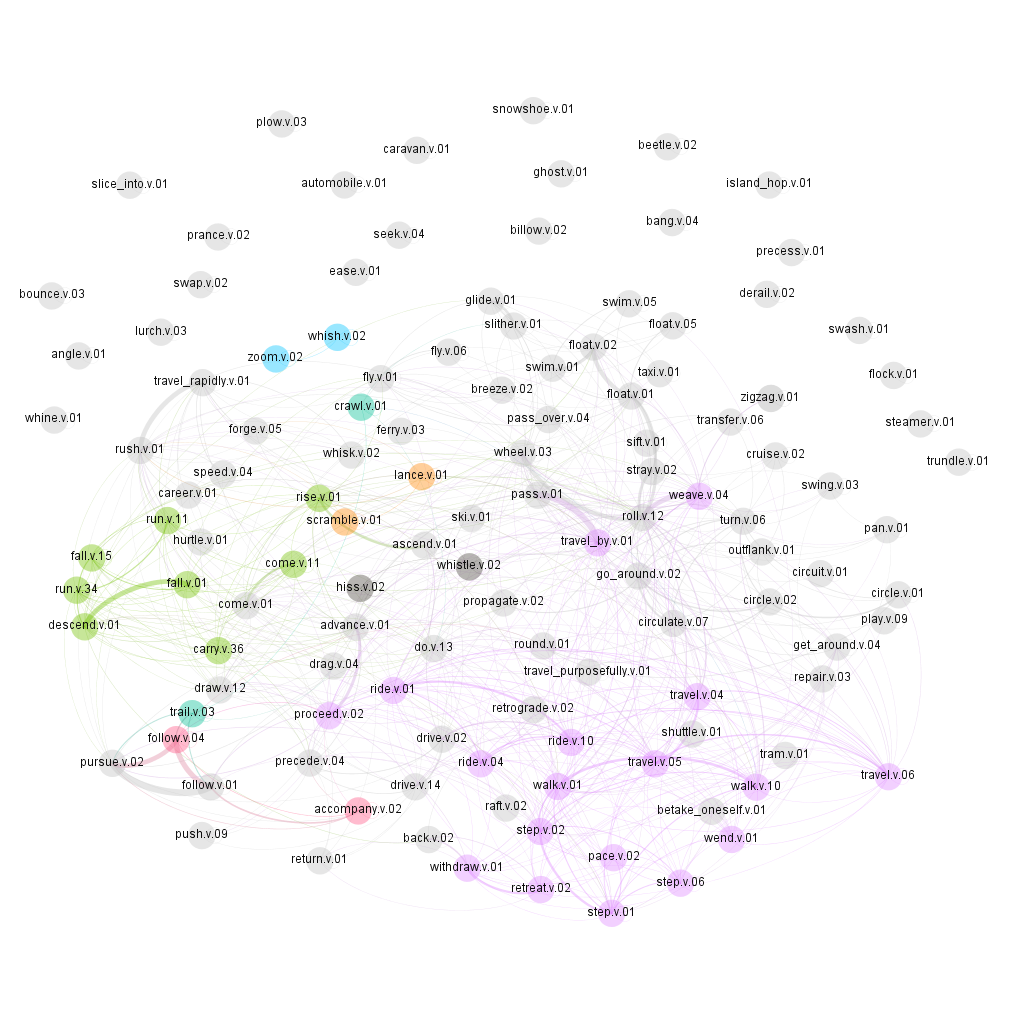 snowshoe.v.01
plow.v.03
caravan.v.01
beetle.v.02
ghost.v.01
slice_into.v.01
automobile.v.01
island_hop.v.01
bang.v.04
billow.v.02
seek.v.04
prance.v.02
precess.v.01
ease.v.01
swap.v.02
bounce.v.03
derail.v.02
glide.v.01
swim.v.05
slither.v.01
float.v.05
lurch.v.03
whish.v.02
swash.v.01
float.v.02
fly.v.06
angle.v.01
zoom.v.02
swim.v.01
taxi.v.01
flock.v.01
travel_rapidly.v.01
fly.v.01
breeze.v.02
float.v.01
zigzag.v.01
crawl.v.01
whine.v.01
pass_over.v.04
transfer.v.06
steamer.v.01
forge.v.05
ferry.v.03
sift.v.01
rush.v.01
whisk.v.02
wheel.v.03
cruise.v.02
trundle.v.01
speed.v.04
lance.v.01
stray.v.02
swing.v.03
career.v.01
rise.v.01
pass.v.01
weave.v.04
run.v.11
scramble.v.01
ski.v.01
roll.v.12
turn.v.06
pan.v.01
hurtle.v.01
ascend.v.01
travel_by.v.01
outflank.v.01
fall.v.15
come.v.11
whistle.v.02
go_around.v.02
circuit.v.01
run.v.34
fall.v.01
hiss.v.02
come.v.01
propagate.v.02
circle.v.02
circle.v.01
descend.v.01
advance.v.01
circulate.v.07
play.v.09
carry.v.36
do.v.13
round.v.01
get_around.v.04
drag.v.04
travel_purposefully.v.01
repair.v.03
draw.v.12
ride.v.01
travel.v.04
trail.v.03
proceed.v.02
retrograde.v.02
follow.v.04
drive.v.02
ride.v.10
shuttle.v.01
pursue.v.02
precede.v.04
ride.v.04
travel.v.05
tram.v.01
travel.v.06
follow.v.01
drive.v.14
walk.v.01
walk.v.10
accompany.v.02
raft.v.02
betake_oneself.v.01
push.v.09
back.v.02
step.v.02
wend.v.01
return.v.01
withdraw.v.01
pace.v.02
retreat.v.02
step.v.06
step.v.01